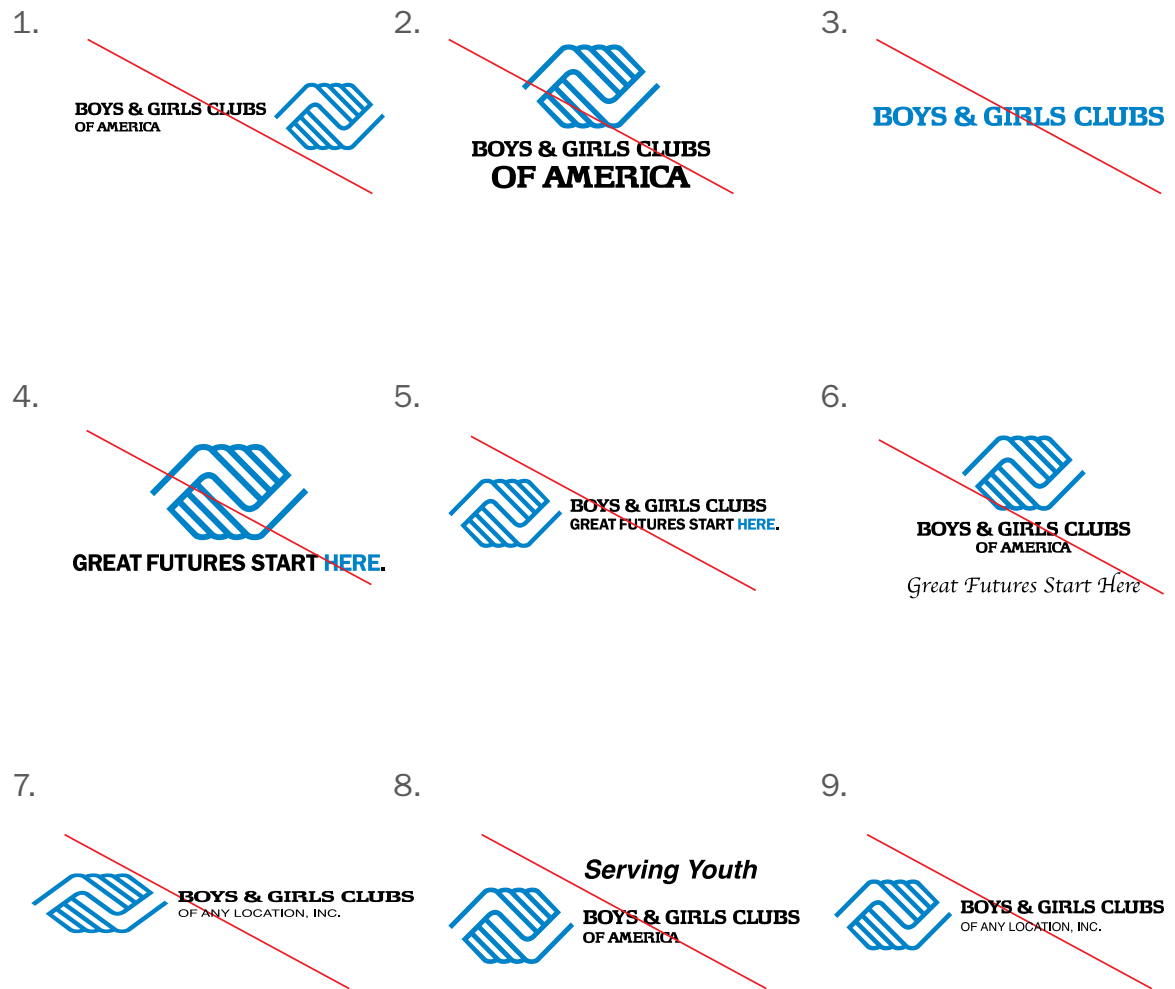 1.
BOYS & GIRLS CLUBS
OF AMERICA
2.
BOYS & GIRLS CLUBS
OF AMERICA
3.
BOYS & GIRLS CLUBS
4.
GREAT FUTURES START HERE.
5.
BOYS & GIRLS CLUBS
GREAT FUTURES START HERE.
6.
BOYS & GIRLS CLUBS
OF AMERICA
Great Futures Start Here
7.
BOYS & GIRLS CLUBS
OF ANY LOCATION, INC.
8.
Serving Youth
BOYS & GIRLS CLUBS
OF AMERICA
9.
BOYS & GIRLS CLUBS
OF ANY LOCATION, INC.